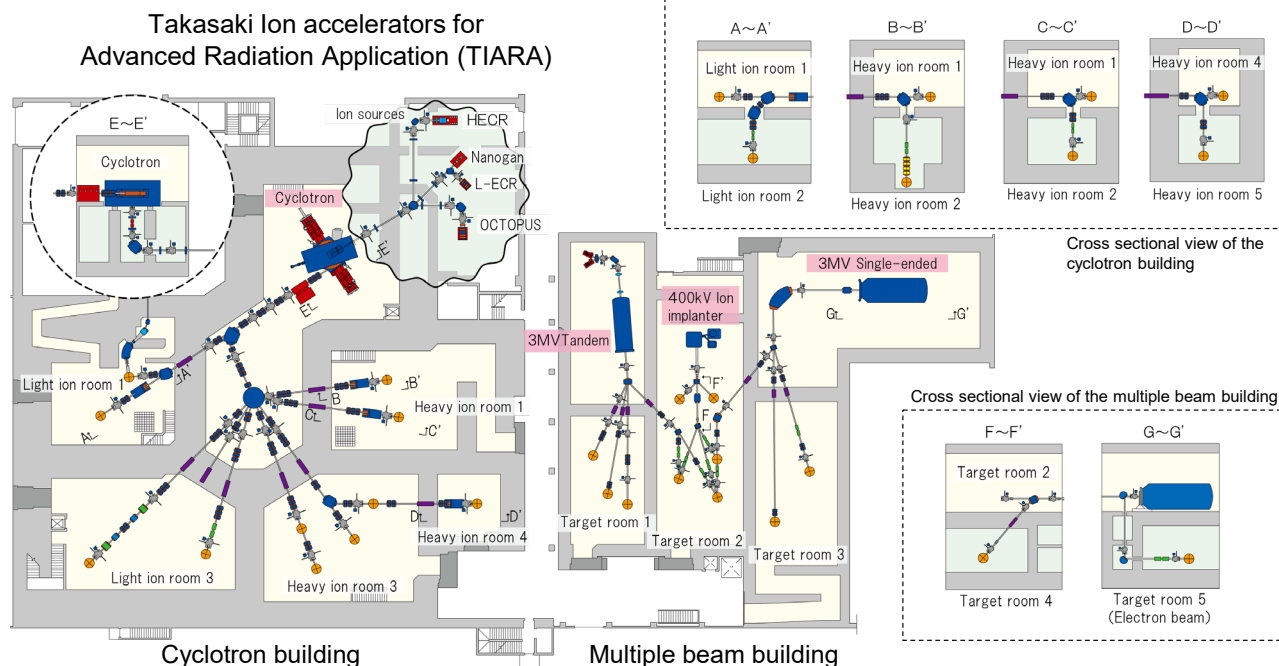 Takasaki Ion accelerators for
Advanced Radiation Application (TIARA)
E～E’
Cyclotron
Ion sources
HECR
Nanogan
L-ECR
OCTOPUS
Cyclotron
E’
E
Light ion room 1
A’
A
B
B’
C
C’
Heavy ion room 1
D
D’
Heavy ion room 4
Light ion room 3
Heavy ion room 3
Cyclotron building
3MVTandem
400kV Ion
implanter
3MV Single-ended
G
G’
F’
F
Target room 1
Target room 2
Target room 3
Multiple beam building
A～A’
B～B’
C～C’
D～D’
Light ion room 1
Heavy ion room 1
Heavy ion room 1
Heavy ion room 4
Light ion room 2
Heavy ion room 2
Heavy ion room 2
Heavy ion room 5
Cross sectional view of the
cyclotron building
Cross sectional view of the multiple beam building
F～F’
G～G’
Target room 2
Target room 4
Target room 5
(Electron beam)